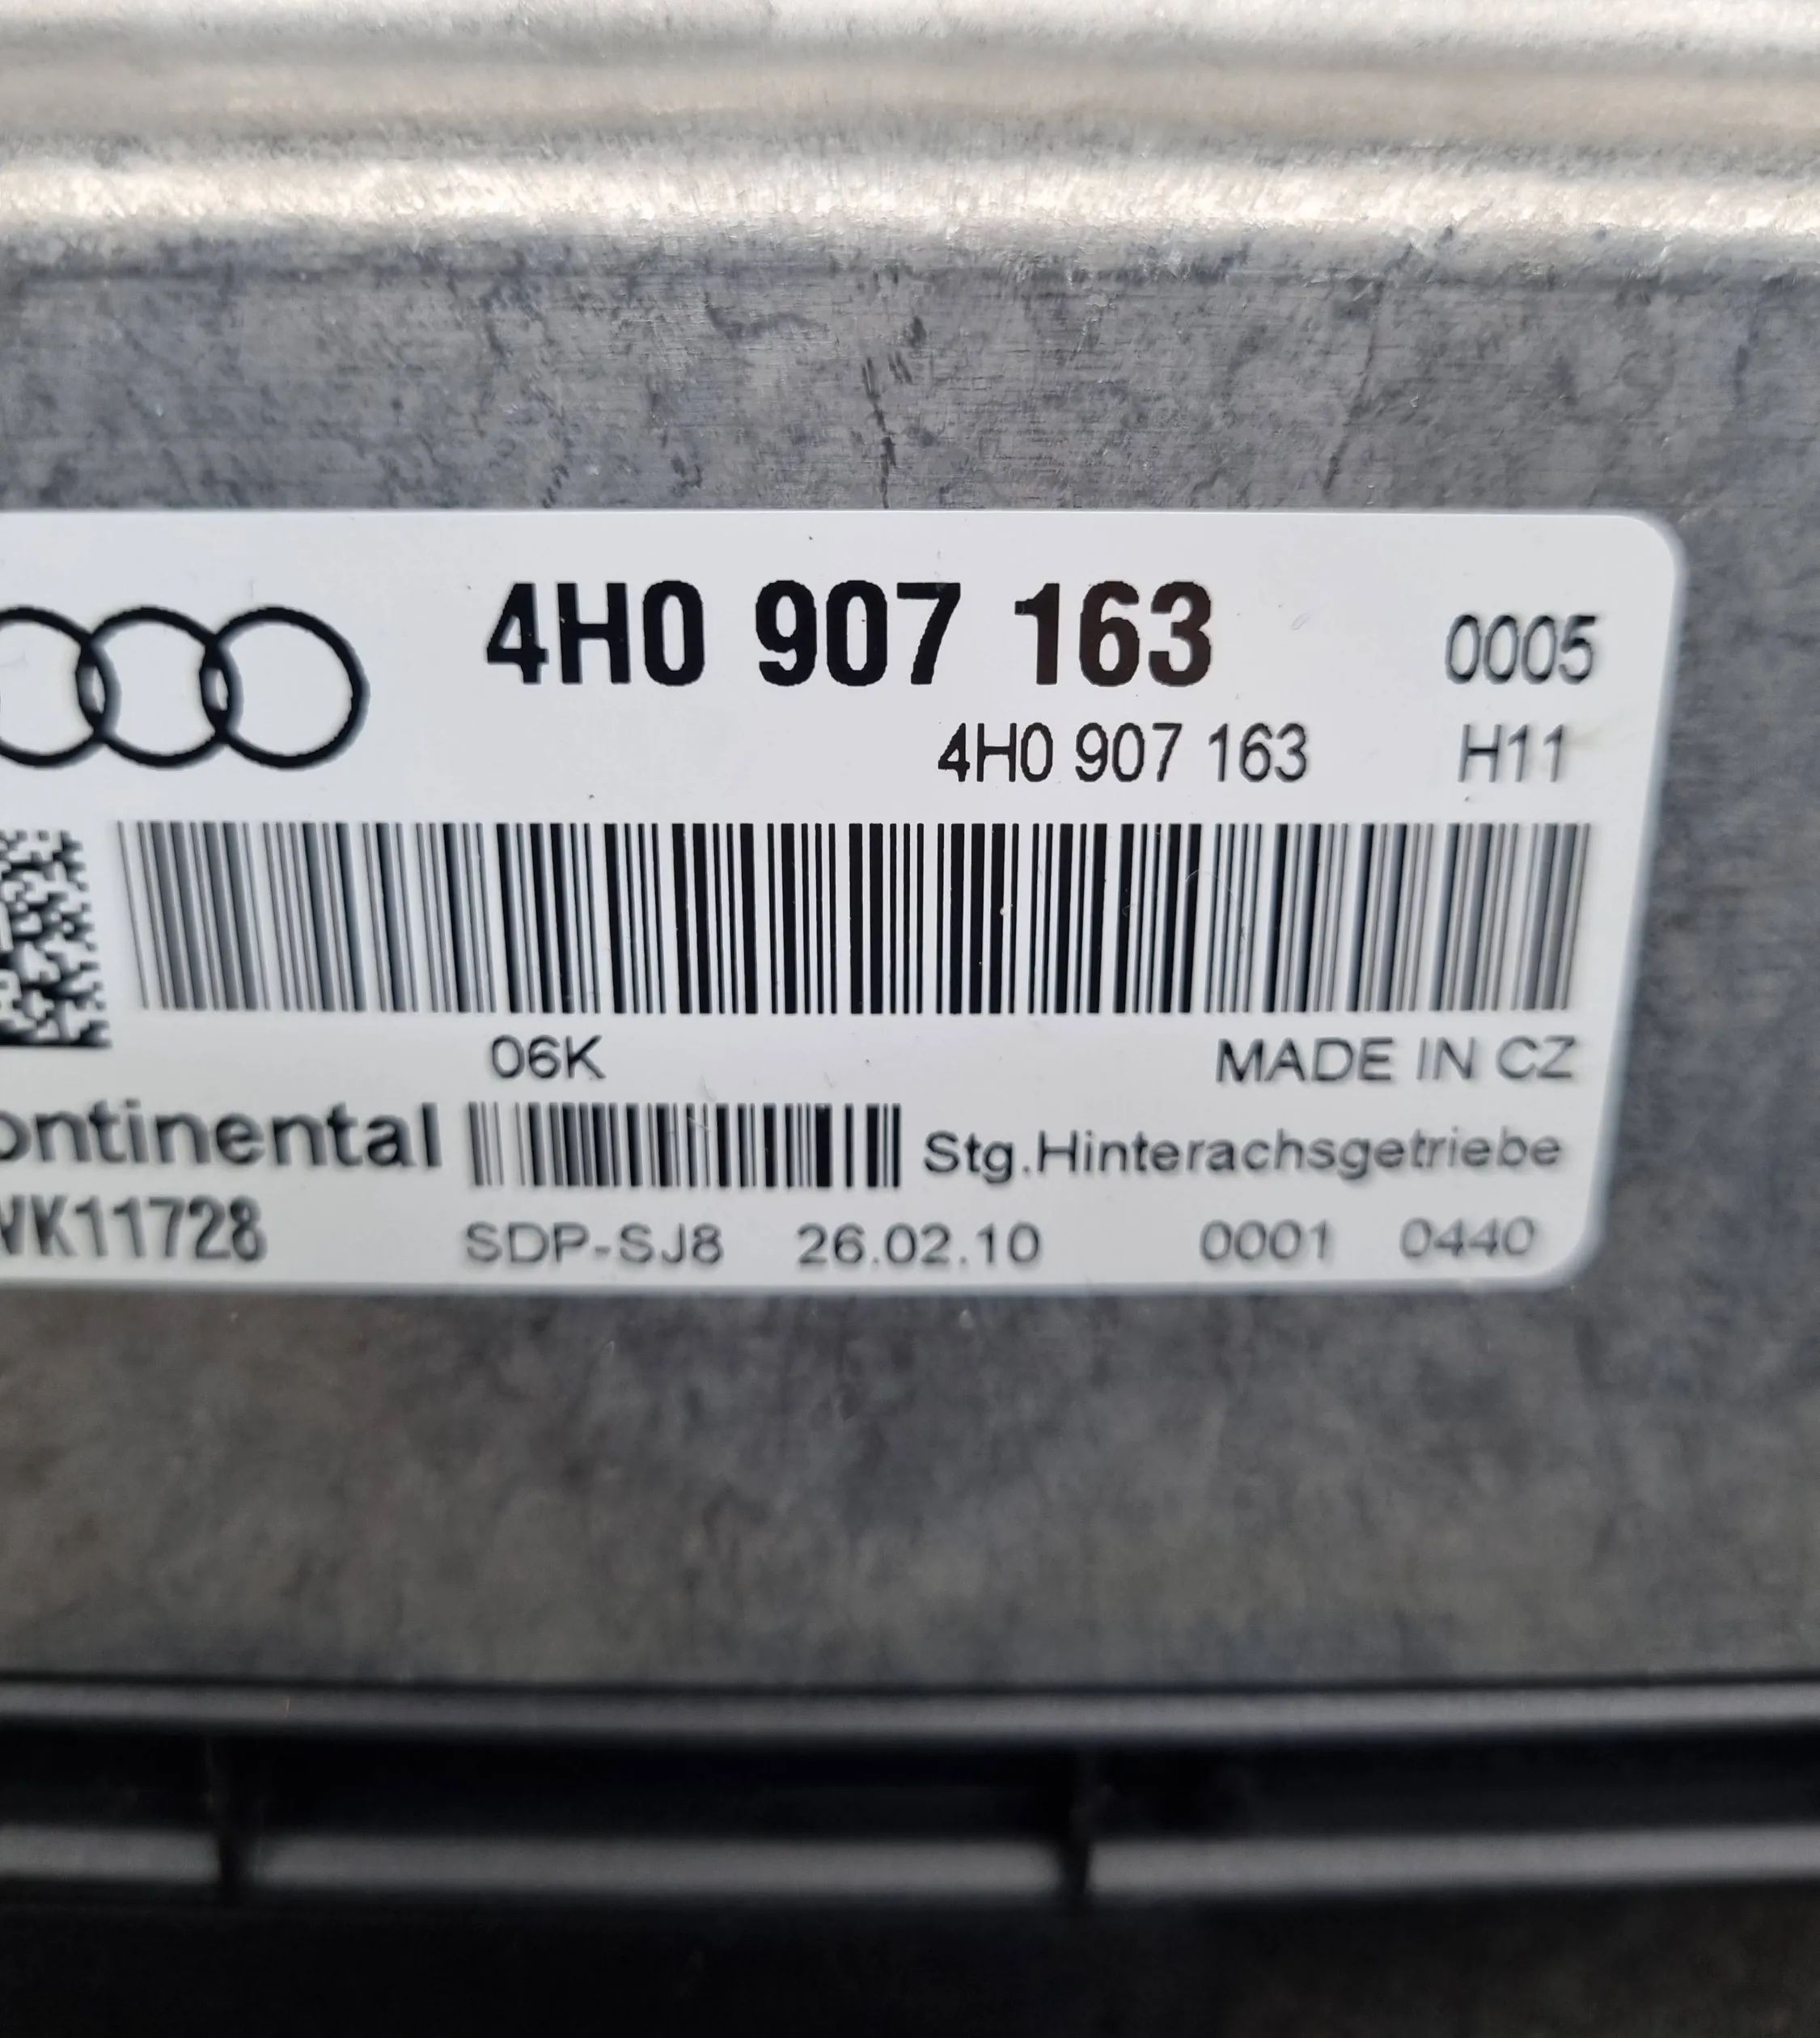 4H0 907 163 0005
4H0 907 163 H11
06K MADE IN CZ
ontinental Stg.Hinterachsgetriebe
VK11728 SDP-SJ8 26.02.10 0001 0440